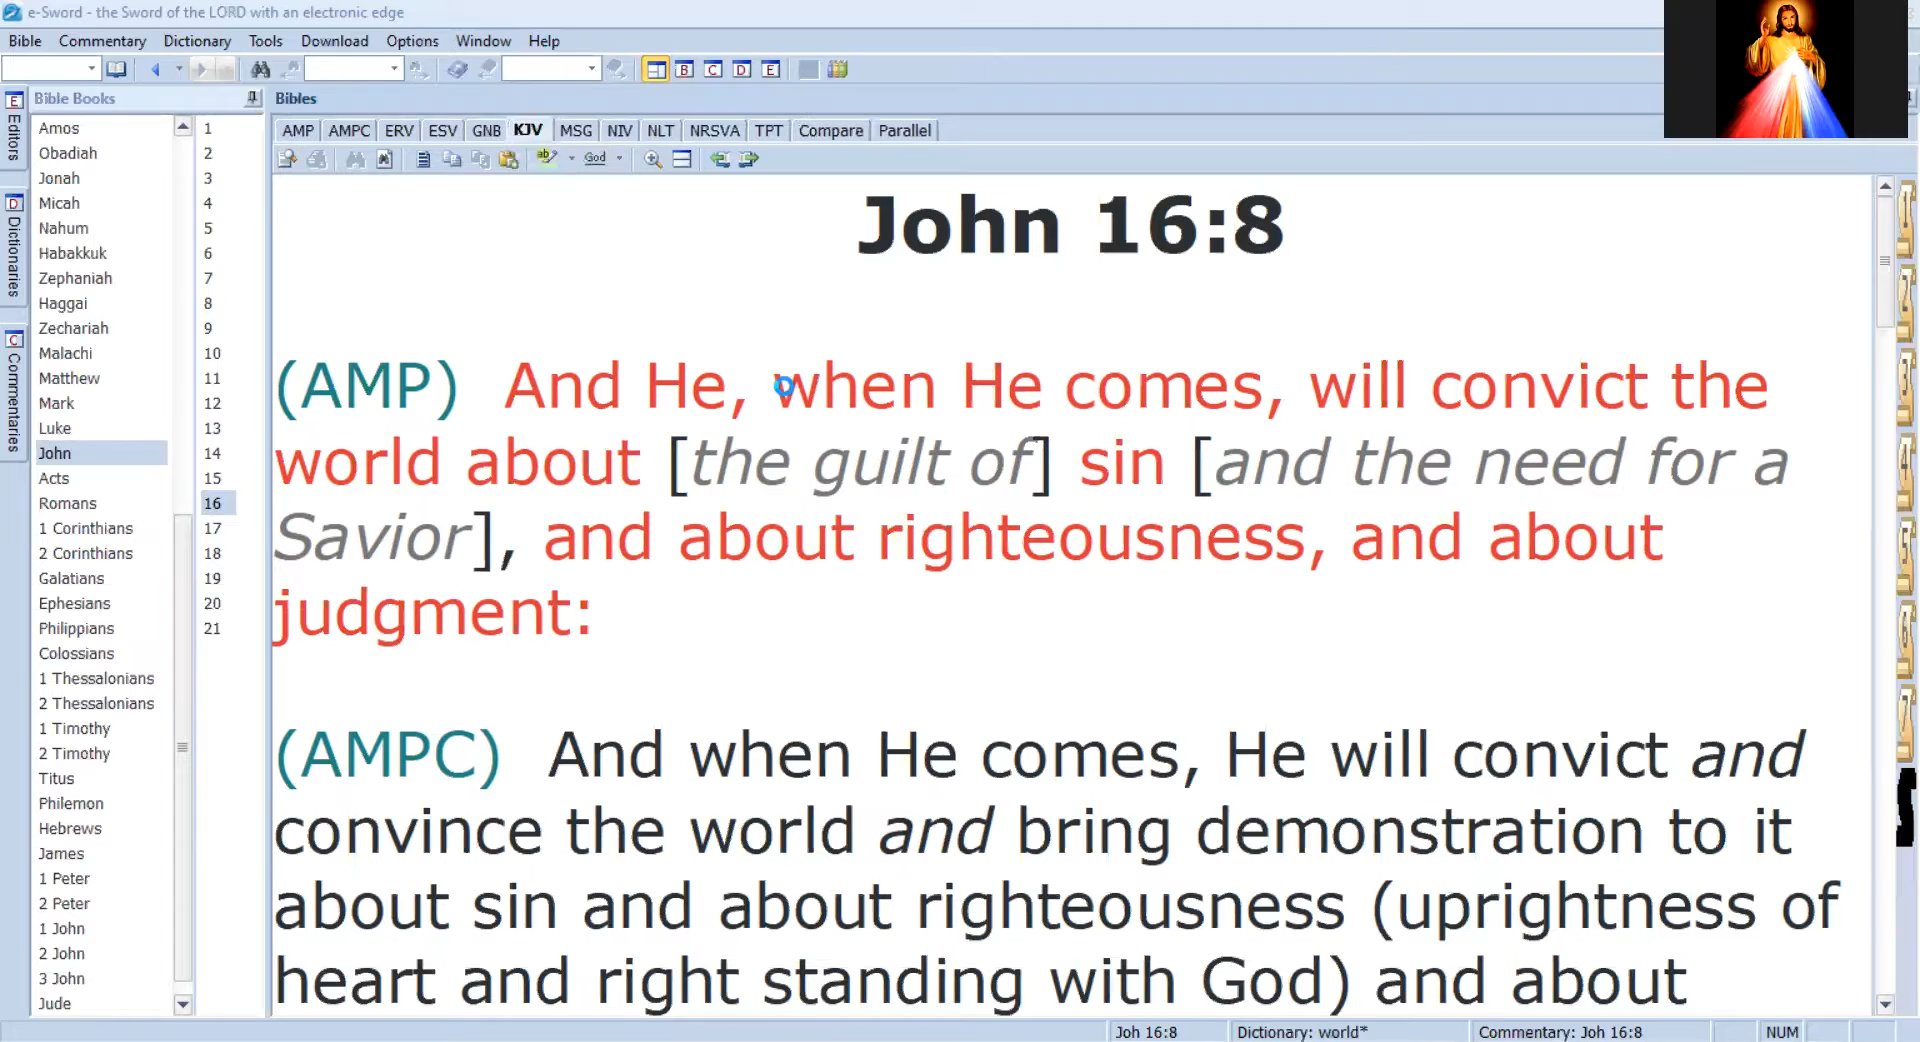 e-Sword - the Sword of the LORD with an electronic edge
Bible Commentary Dictionary Tools Download Options Window Help
B C D E
E Editors
D Dictionaries
C Commentaries
Bible Books
Amos
Obadiah
Jonah
Micah
Nahum
Habakkuk
Zephaniah
Haggai
Zechariah
Malachi
Matthew
Mark
Luke
John
Acts
Romans
1 Corinthians
2 Corinthians
Galatians
Ephesians
Philippians
Colossians
1 Thessalonians
2 Thessalonians
1 Timothy
2 Timothy
Titus
Philemon
Hebrews
James
1 Peter
2 Peter
1 John
2 John
3 John
Jude
1
2
3
4
5
6
7
8
9
10
11
12
13
14
15
16
17
18
19
20
21
Bibles
AMP AMPC ERV ESV GNB KJV MSG NIV NLT NRSVA TPT Compare Parallel
ab God
John 16:8
(AMP) And He, when He comes, will convict the
world about [the guilt of] sin [and the need for a
Savior], and about righteousness, and about
judgment:
(AMPC) And when He comes, He will convict and
convince the world and bring demonstration to it
about sin and about righteousness (uprightness of
heart and right standing with God) and about
Joh 16:8 Dictionary: world* Commentary: Joh 16:8 NUM